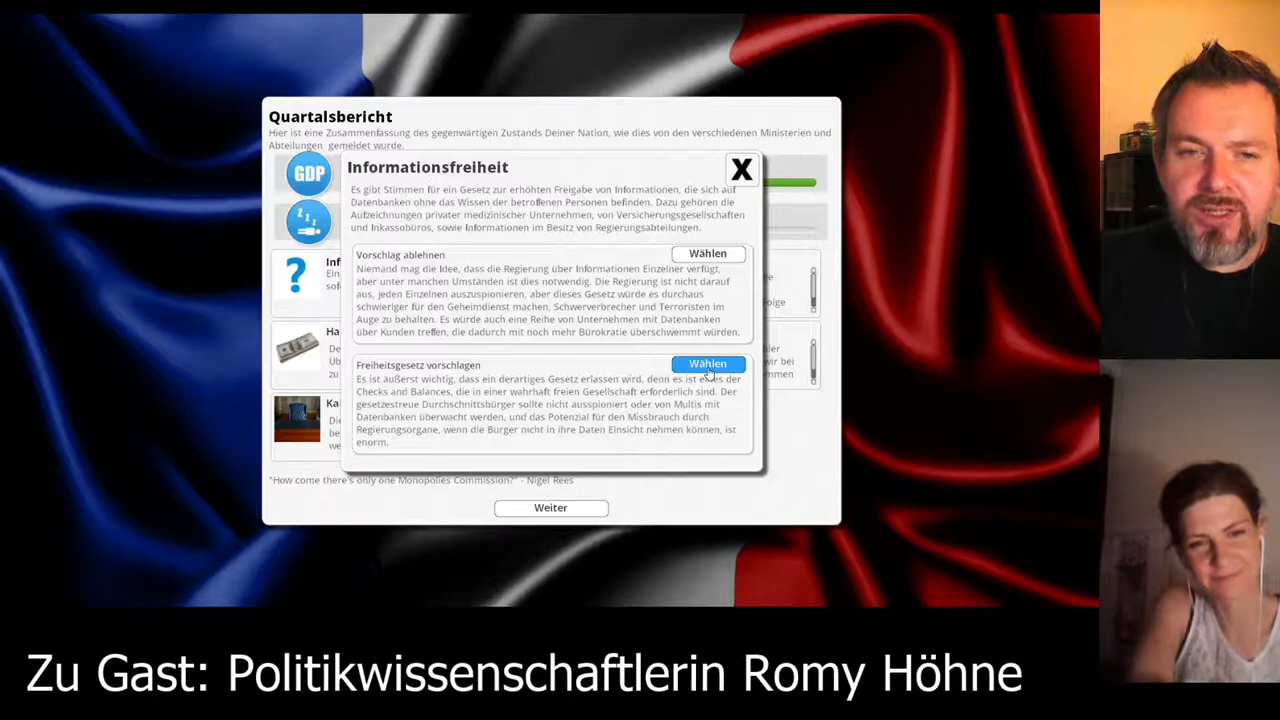 Quartalsbericht
Hier ist eine Zusammenfassung des gegenwärtigen Zustands Deiner Nation, wie dies von den verschiedenen Ministerien und
Abteilungen gemeldet wurde.
GDP
Informationsfreiheit
X
Es gibt Stimmen für ein Gesetz zur erhöhten Freigabe von Informationen, die sich auf
Datenbanken ohne das Wissen der betroffenen Personen befinden. Dazu gehören die
Aufzeichnungen privater medizinischer Unternehmen, von Versicherungsgesellschaften
und Inkassobüros, sowie Informationen im Besitz von Regierungsabteilungen.
Vorschlag ablehnen
Wählen
Niemand mag die Idee, dass die Regierung über Informationen Einzelner verfügt,
aber unter manchen Umständen ist dies notwendig. Die Regierung ist nicht darauf
aus, jeden Einzelnen auszuspionieren, aber dieses Gesetz würde es durchaus
schwieriger für den Geheimdienst machen, Schwerverbrecher und Terroristen im
Auge zu behalten. Es würde auch eine Reihe von Unternehmen mit Datenbanken
über Kunden treffen, die dadurch mit noch mehr Bürokratie überschwemmt würden.
Freiheitsgesetz vorschlagen
Wählen
Es ist äußerst wichtig, dass ein derartiges Gesetz erlassen wird, denn es ist der
Checks and Balances, die in einer wahrhaft freien Gesellschaft erforderlich sind. Der
gesetzestreue Durchschnittsbürger sollte nicht ausspioniert oder von Multis mit
Datenbanken überwacht werden, und das Potenzial für den Missbrauch durch
Regierungsorgane, wenn die Bürger nicht in ihre Daten Einsicht nehmen können, ist
enorm.
"How come there's only one Monopolies Commission?" - Nigel Rees
Weiter
Zu Gast: Politikwissenschaftlerin Romy Höhne